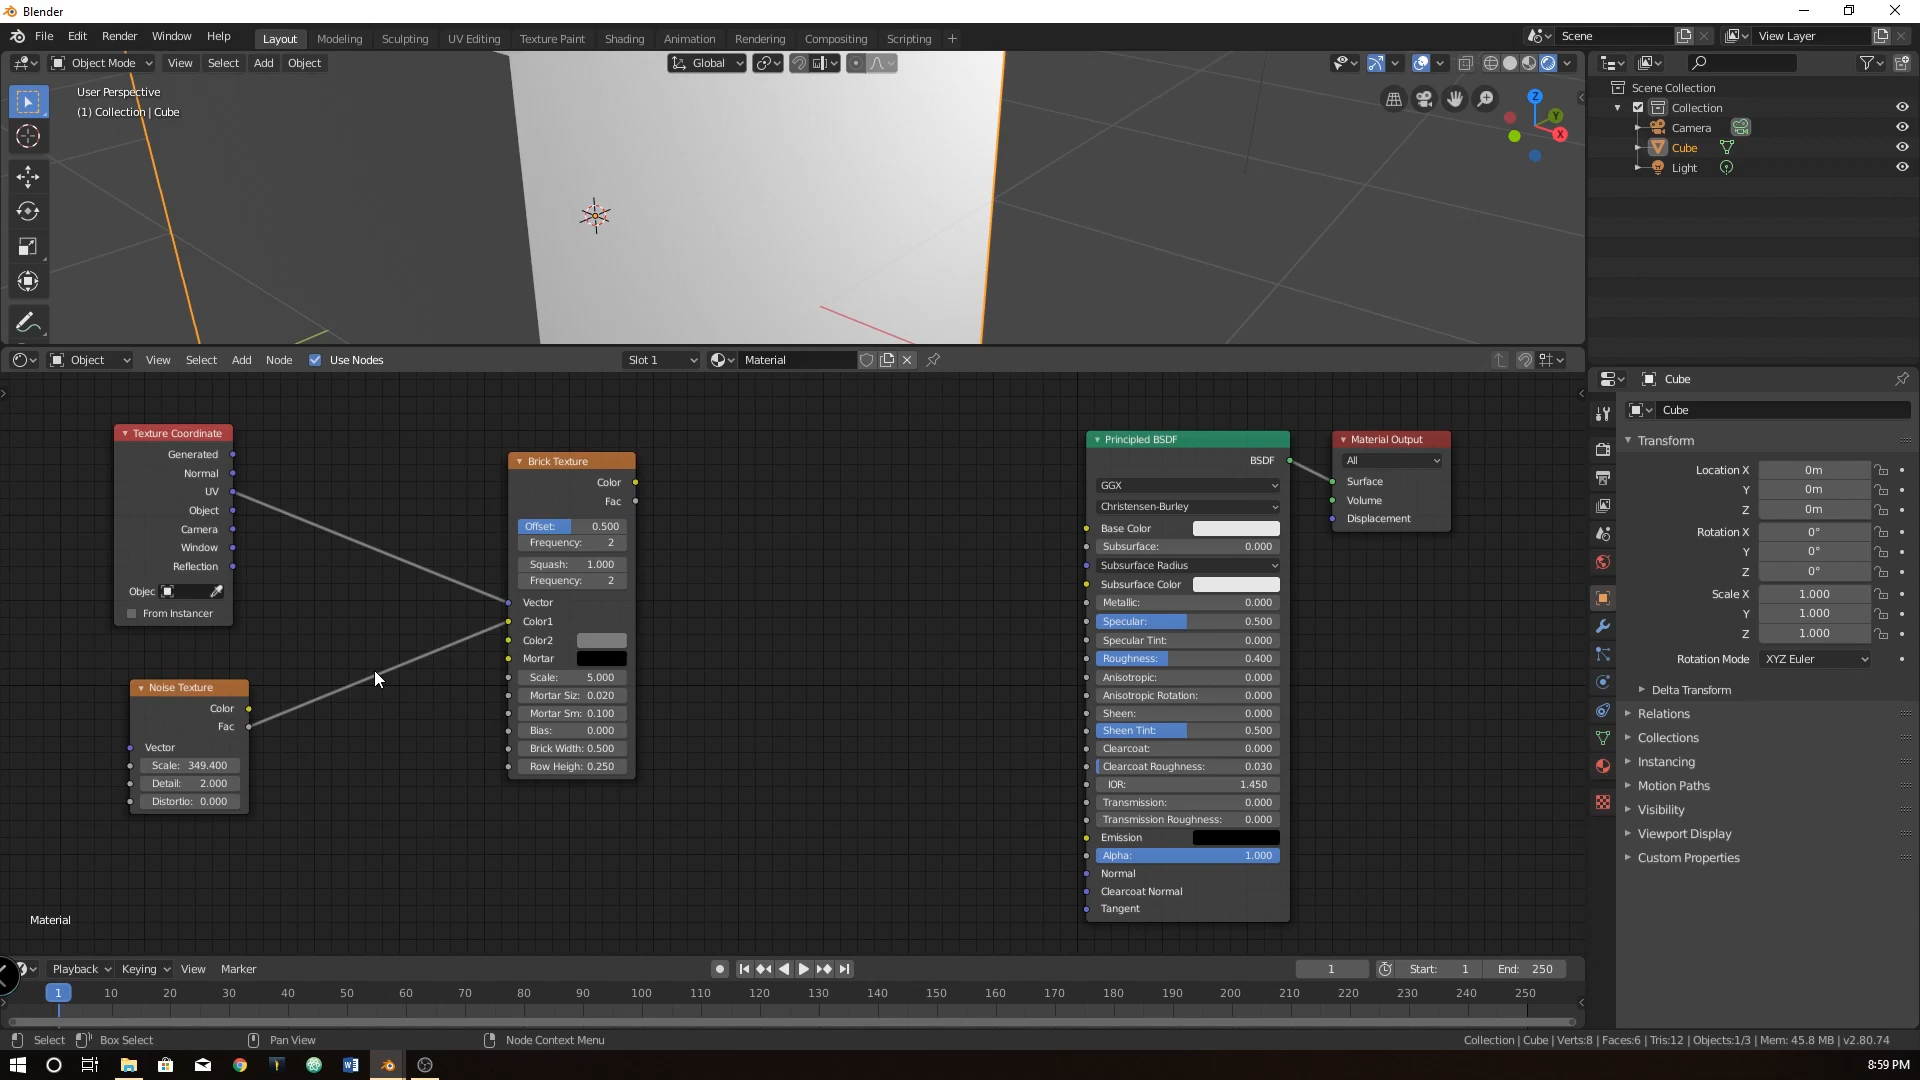 Blender
File Edit Render Window Help
Layout Modeling Sculpting UV Editing Texture Paint Shading Animation Rendering Compositing Scripting +
Scene
View Layer
Object Mode View Select Add Object
Global
User Perspective
(1) Collection | Cube
Z
Y
X
Scene Collection
Collection
Camera
Cube
Light
Object View Select Add Node Use Nodes
Slot 1
Material
Texture Coordinate
Generated
Normal
UV
Object
Camera
Window
Reflection
Objec
From Instancer
Noise Texture
Color
Fac
Vector
Scale: 349.400
Detail: 2.000
Distortio: 0.000
Brick Texture
Color
Fac
Offset: 0.500
Frequency: 2
Squash: 1.000
Frequency: 2
Vector
Color1
Color2
Mortar
Scale: 5.000
Mortar Siz: 0.020
Mortar Sm: 0.100
Bias: 0.000
Brick Width: 0.500
Row Heigh: 0.250
Principled BSDF
BSDF
GGX
Christensen-Burley
Base Color
Subsurface: 0.000
Subsurface Radius
Subsurface Color
Metallic: 0.000
Specular: 0.500
Specular Tint: 0.000
Roughness: 0.400
Anisotropic: 0.000
Anisotropic Rotation: 0.000
Sheen: 0.000
Sheen Tint: 0.500
Clearcoat: 0.000
Clearcoat Roughness: 0.030
IOR: 1.450
Transmission: 0.000
Transmission Roughness: 0.000
Emission
Alpha: 1.000
Normal
Clearcoat Normal
Tangent
Material Output
All
Surface
Volume
Displacement
Material
Cube
Cube
Transform
Location X 0m
Y 0m
Z 0m
Rotation X 0°
Y 0°
Z 0°
Scale X 1.000
Y 1.000
Z 1.000
Rotation Mode XYZ Euler
Delta Transform
Relations
Collections
Instancing
Motion Paths
Visibility
Viewport Display
Custom Properties
Playback Keying View Marker
1
Start: 1
End: 250
1 10 20 30 40 50 60 70 80 90 100 110 120 130 140 150 160 170 180 190 200 210 220 230 240 250
Select Box Select Pan View Node Context Menu
Collection | Cube | Verts:8 | Faces:6 | Tris:12 | Objects:1/3 | Mem: 45.8 MB | v2.80.74
8:59 PM